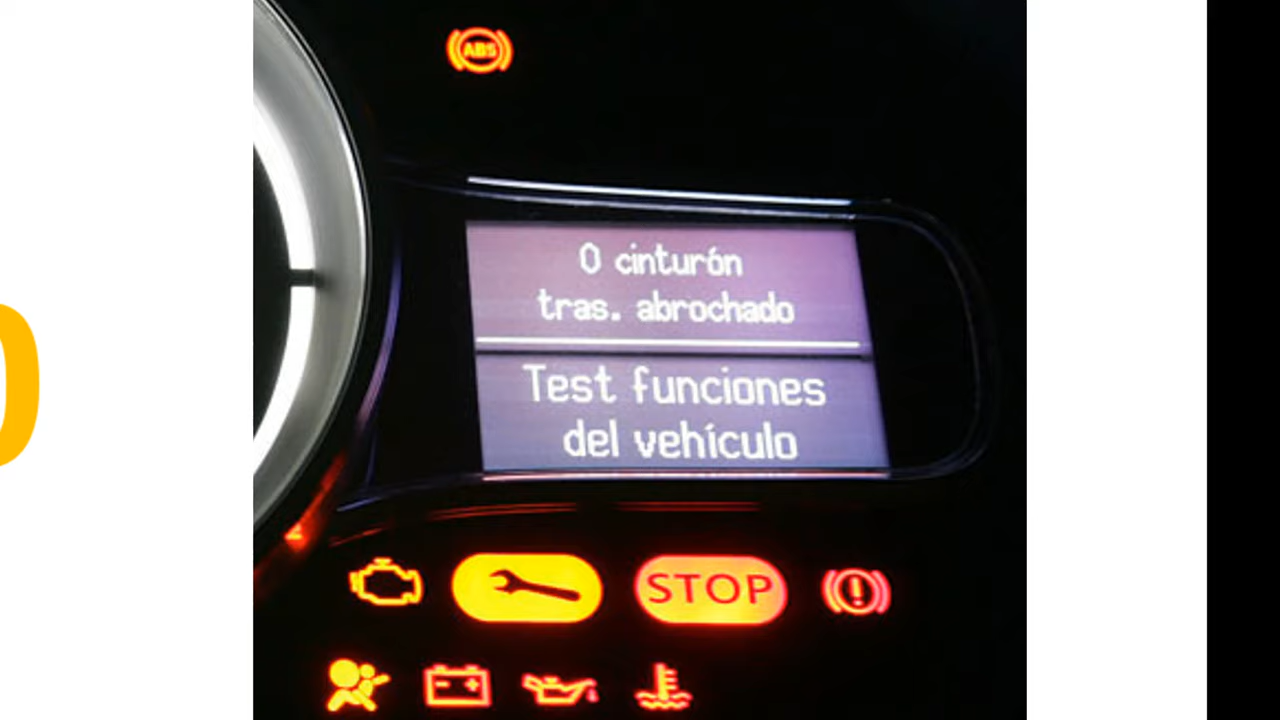 ABS
0 cinturón
tras. abrochado
Test funciones
del vehículo
STOP